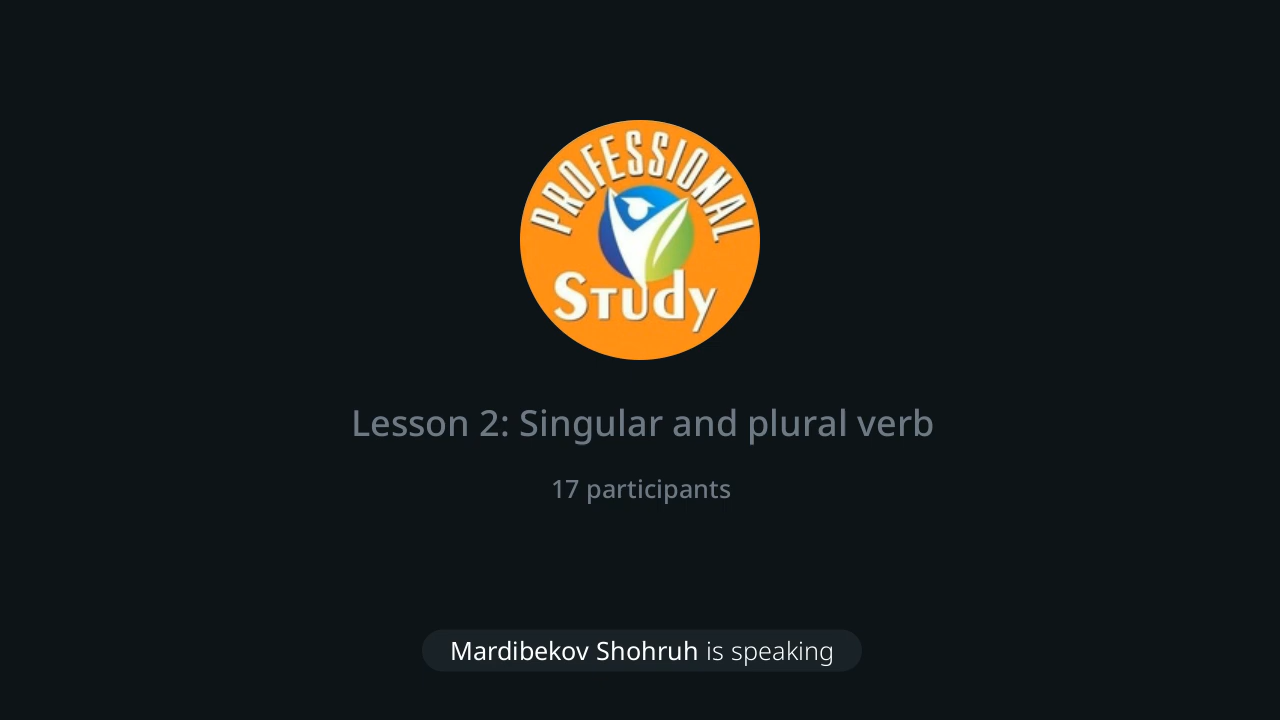 PROFESSIONAL
STUDY
Lesson 2: Singular and plural verb
17 participants
Mardibekov Shohruh is speaking